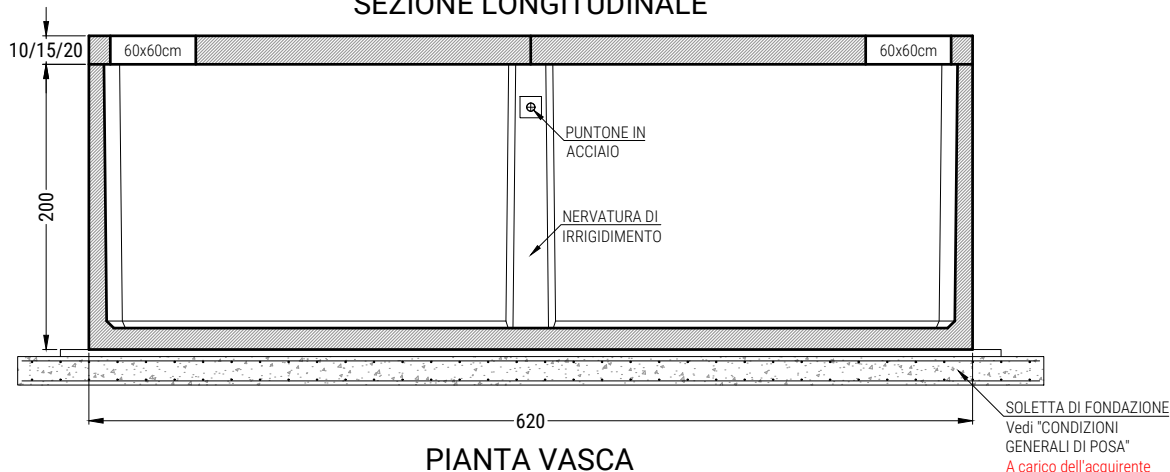 SEZIONE LONGITUDINALE
10/15/20
60x60cm
60x60cm
PUNTONE IN
ACCIAIO
200
NERVATURA DI
IRRIGIDIMENTO
620
SOLETTA DI FONDAZIONE
Vedi "CONDIZIONI
GENERALI DI POSA"
A carico dell'acquirente
PIANTA VASCA